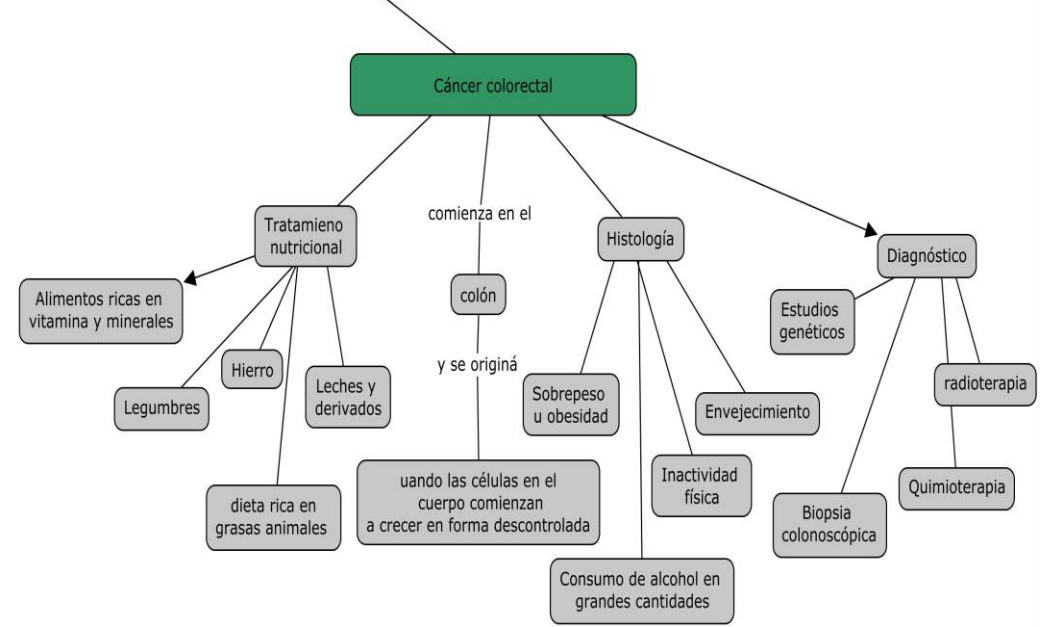 Cáncer colorectal
Tratamieno
nutricional
Alimentos ricas en
vitamina y minerales
Legumbres
Hierro
dieta rica en
grasas animales
Leches y
derivados
comienza en el
colón
y se originá
uando las células en el
cuerpo comienzan
a crecer en forma descontrolada
Histología
Sobrepeso
u obesidad
Consumo de alcohol en
grandes cantidades
Inactividad
física
Envejecimiento
Diagnóstico
Estudios
genéticos
Biopsia
colonoscópica
Quimioterapia
radioterapia